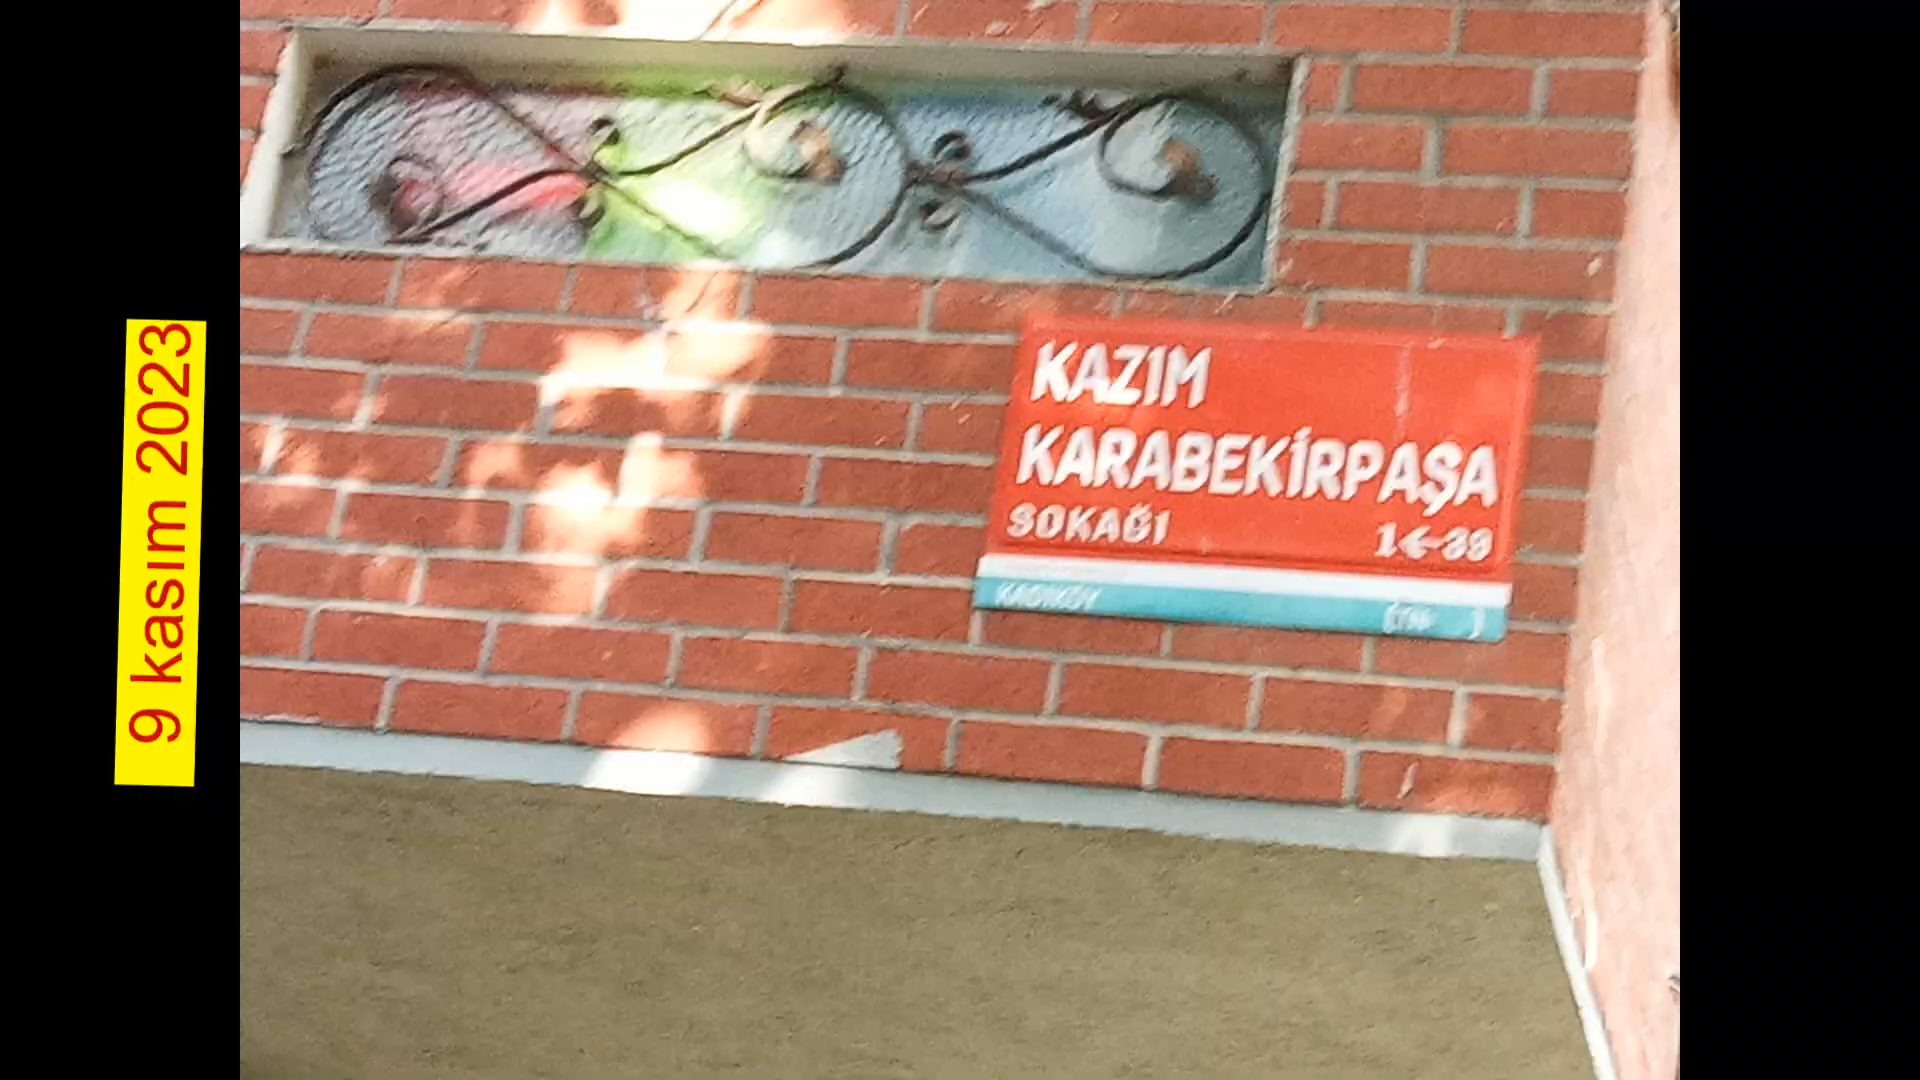 9 kasım 2023
KAZIM
KARABEKİRPAŞA
SOKAĞI 1←39
KADIKÖY